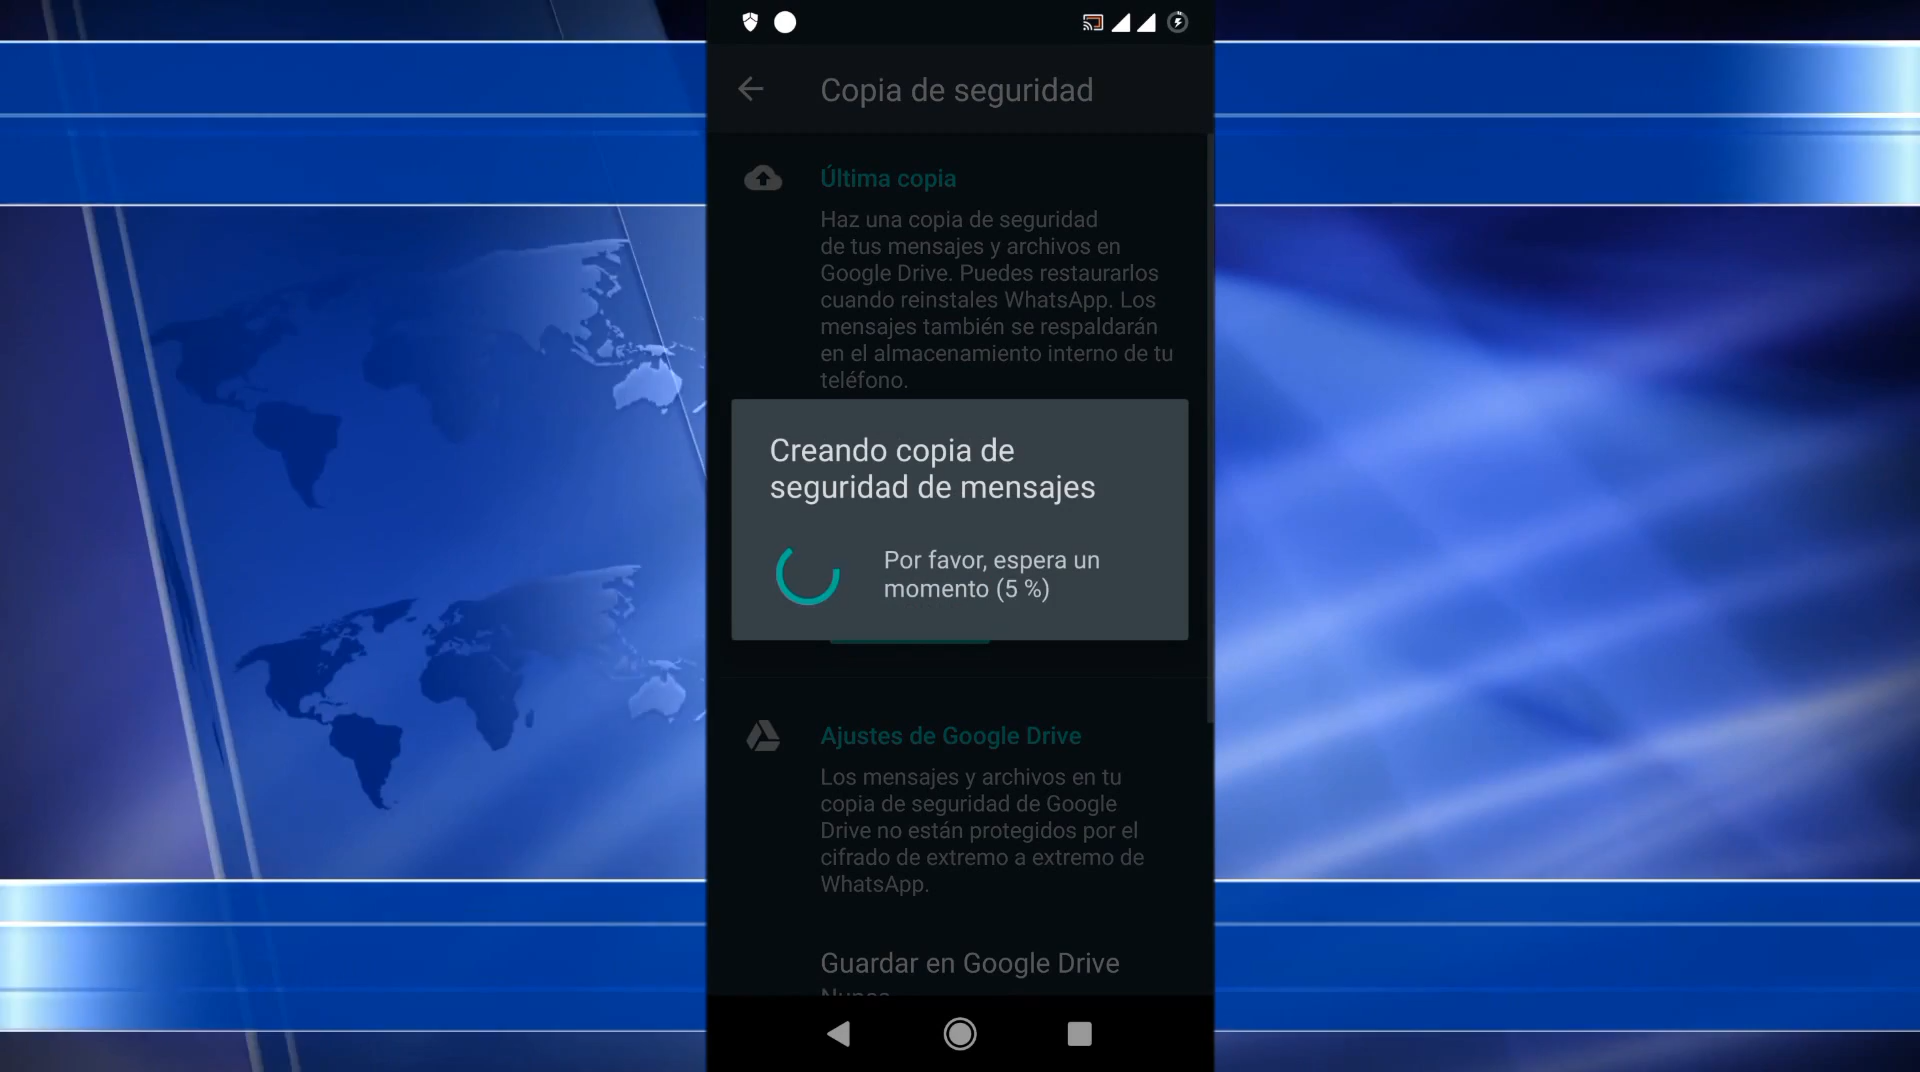 Copia de seguridad
Última copia
Haz una copia de seguridad
de tus mensajes y archivos en
Google Drive. Puedes restaurarlos
cuando reinstales WhatsApp. Los
mensajes también se respaldarán
en el almacenamiento interno de tu
teléfono.
Creando copia de
seguridad de mensajes
Por favor, espera un
momento (5 %)
Ajustes de Google Drive
Los mensajes y archivos en tu
copia de seguridad de Google
Drive no están protegidos por el
cifrado de extremo a extremo de
WhatsApp.
Guardar en Google Drive
Nunca